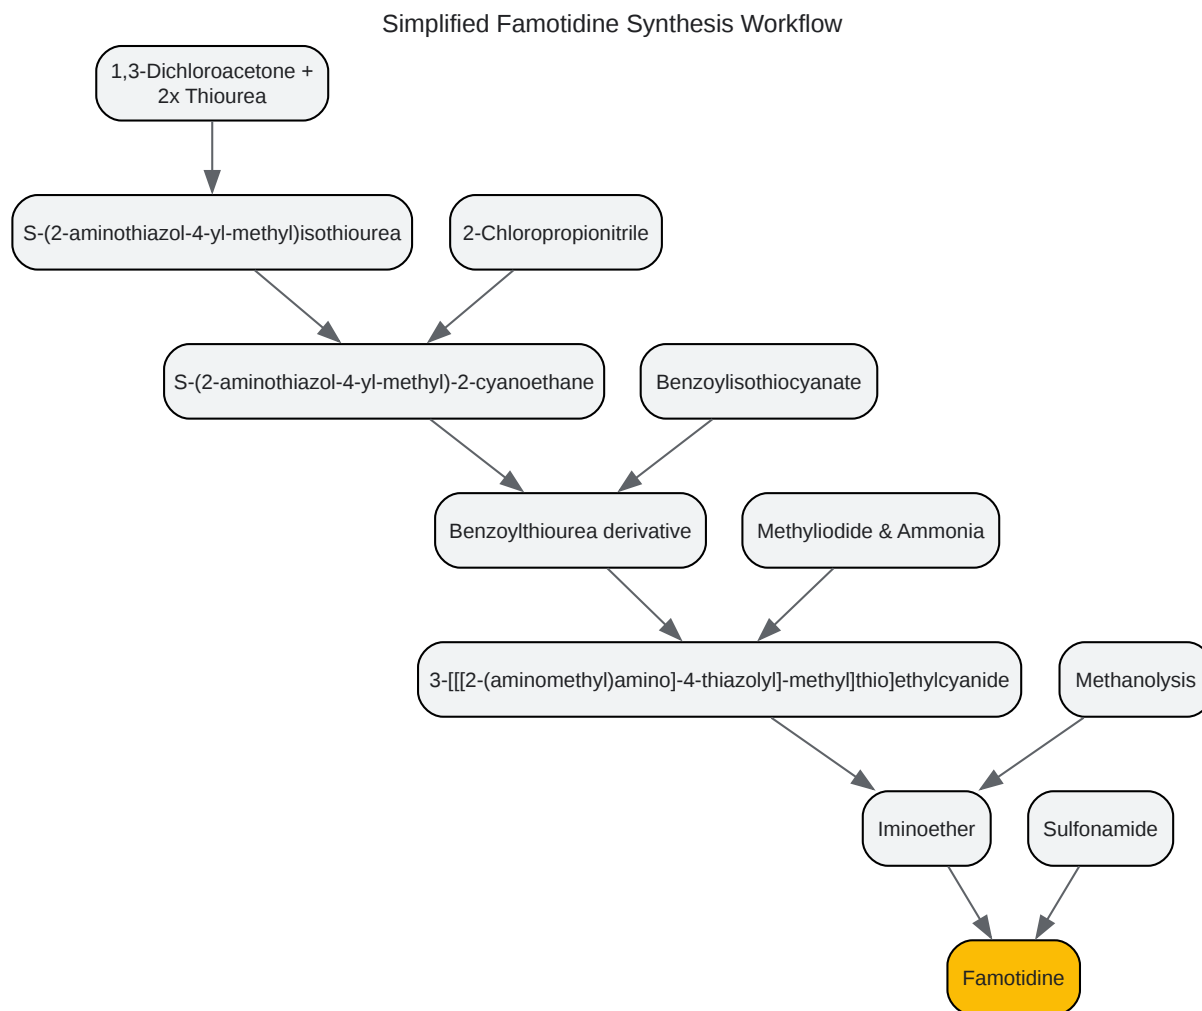 Simplified Famotidine Synthesis Workflow
1,3-Dichloroacetone +
2x Thiourea
S-(2-aminothiazol-4-yl-methyl)isothiourea
2-Chloropropionitrile
S-(2-aminothiazol-4-yl-methyl)-2-cyanoethane
Benzoylisothiocyanate
Benzoylthiourea derivative
Methyliodide & Ammonia
3-[[[2-(aminomethyl)amino]-4-thiazolyl]-methyl]thio]ethylcyanide
Methanolysis
Iminoether
Sulfonamide
Famotidine